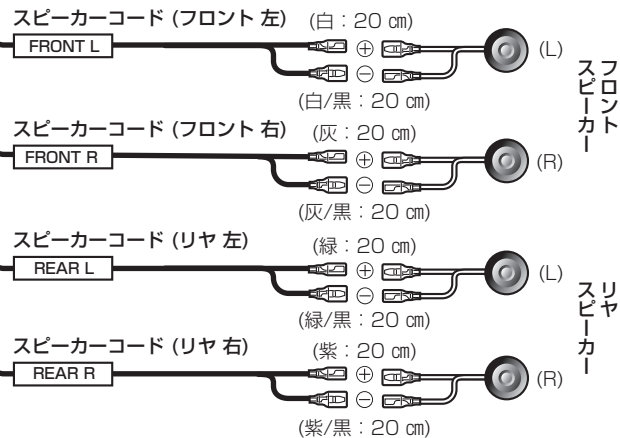 スピーカーコード (フロント 左)
(白：20 ㎝)
FRONT L
⊕
⊖
(L)
(白/黒：20 ㎝)
スピーカーコード (フロント 右)
(灰：20 ㎝)
FRONT R
⊕
⊖
(R)
(灰/黒：20 ㎝)
フロント
スピーカー
スピーカーコード (リヤ 左)
(緑：20 ㎝)
REAR L
⊕
⊖
(L)
(緑/黒：20 ㎝)
スピーカーコード (リヤ 右)
(紫：20 ㎝)
REAR R
⊕
⊖
(R)
(紫/黒：20 ㎝)
リヤ
スピーカー